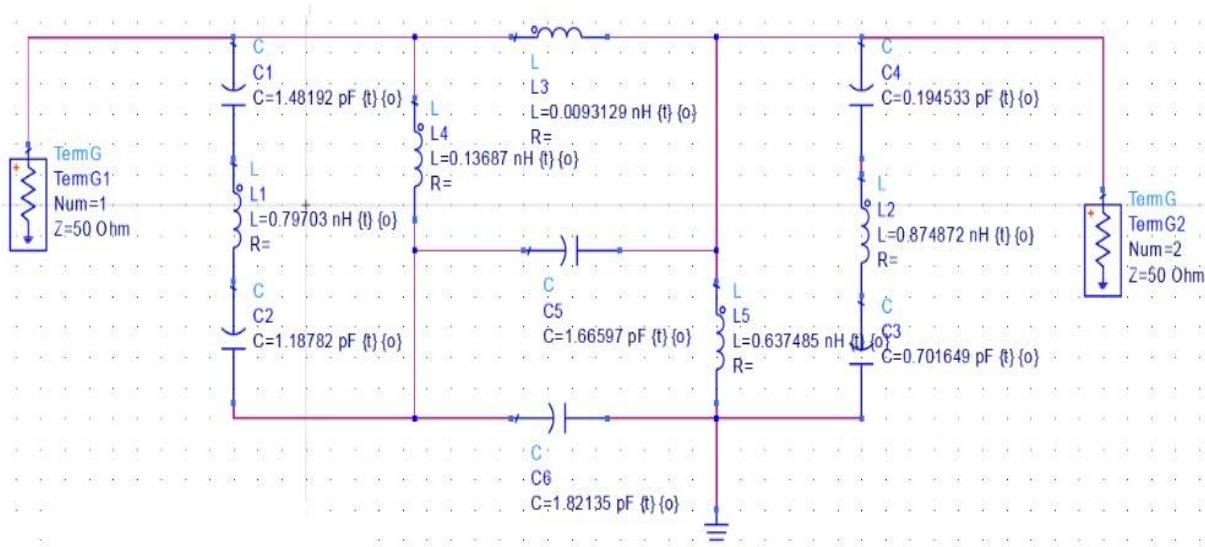 C
C1
C=1.48192 pF {t} {o}
L
L3
L=0.0093129 nH {t} {o}
R=
C
C4
C=0.194533 pF {t} {o}
L
L4
L=0.13687 nH {t} {o}
R=
TermG
TermG1
Num=1
Z=50 Ohm
L
L1
L=0.79703 nH {t} {o}
R=
L
L2
L=0.874872 nH {t} {o}
R=
TermG
TermG2
Num=2
Z=50 Ohm
C
C2
C=1.18782 pF {t} {o}
C
C5
C=1.66597 pF {t} {o}
L
L5
L=0.637485 nH {t} {o}
R=
C
C3
C=0.701649 pF {t} {o}
C
C6
C=1.82135 pF {t} {o}